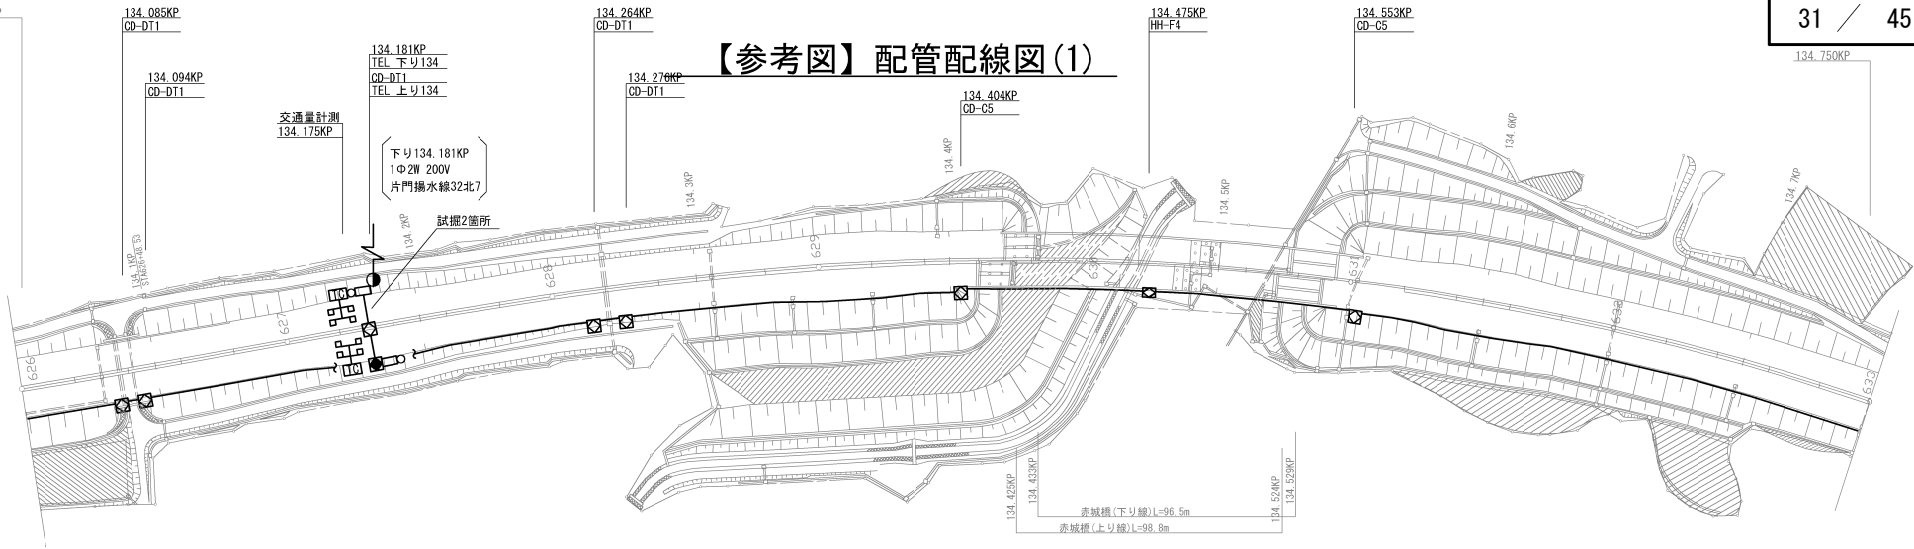 134.085KP
CD-DT1
134.094KP
CD-DT1
交通量計測
134.175KP
134.181KP
TEL 下り134
CD-DT1
TEL 上り134
下り134.181KP
1Φ2W 200V
片門揚水線32北7
試掘2箇所
134.264KP
CD-DT1
134.276KP
CD-DT1
【参考図】配管配線図(1)
134.404KP
CD-C5
134.475KP
HH-F4
134.553KP
CD-C5
31 / 45
134.750KP
134.1KP
STA626+48.53
134.2KP
134.3KP
134.4KP
134.5KP
134.6KP
134.7KP
626
627
628
629
630
631
632
633
134.425KP
134.433KP
134.524KP
134.529KP
赤城橋(下り線)L=96.5m
赤城橋(上り線)L=98.8m